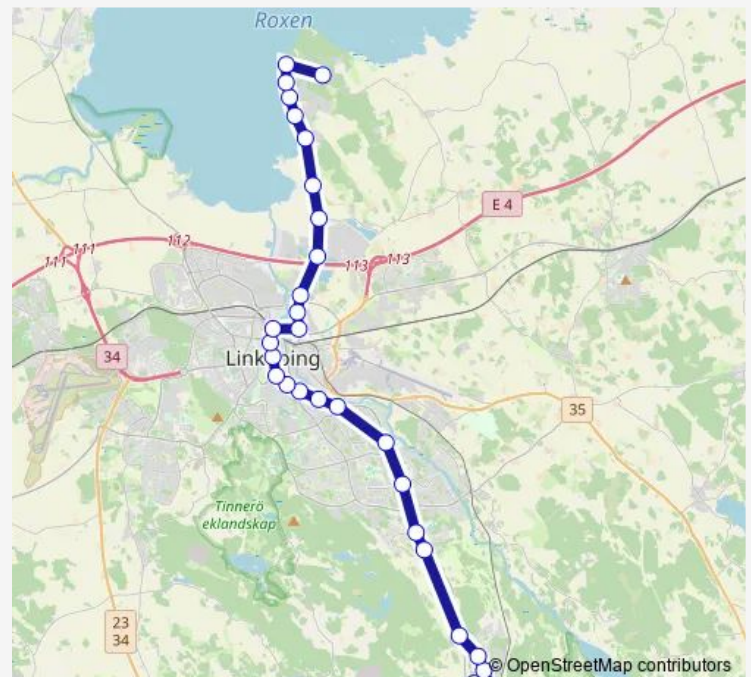 Roxen
E 4
111
112
111
113
113
34
Linköping
35
Tinnerö
eklandskap
23
34
© OpenStreetMap contributors